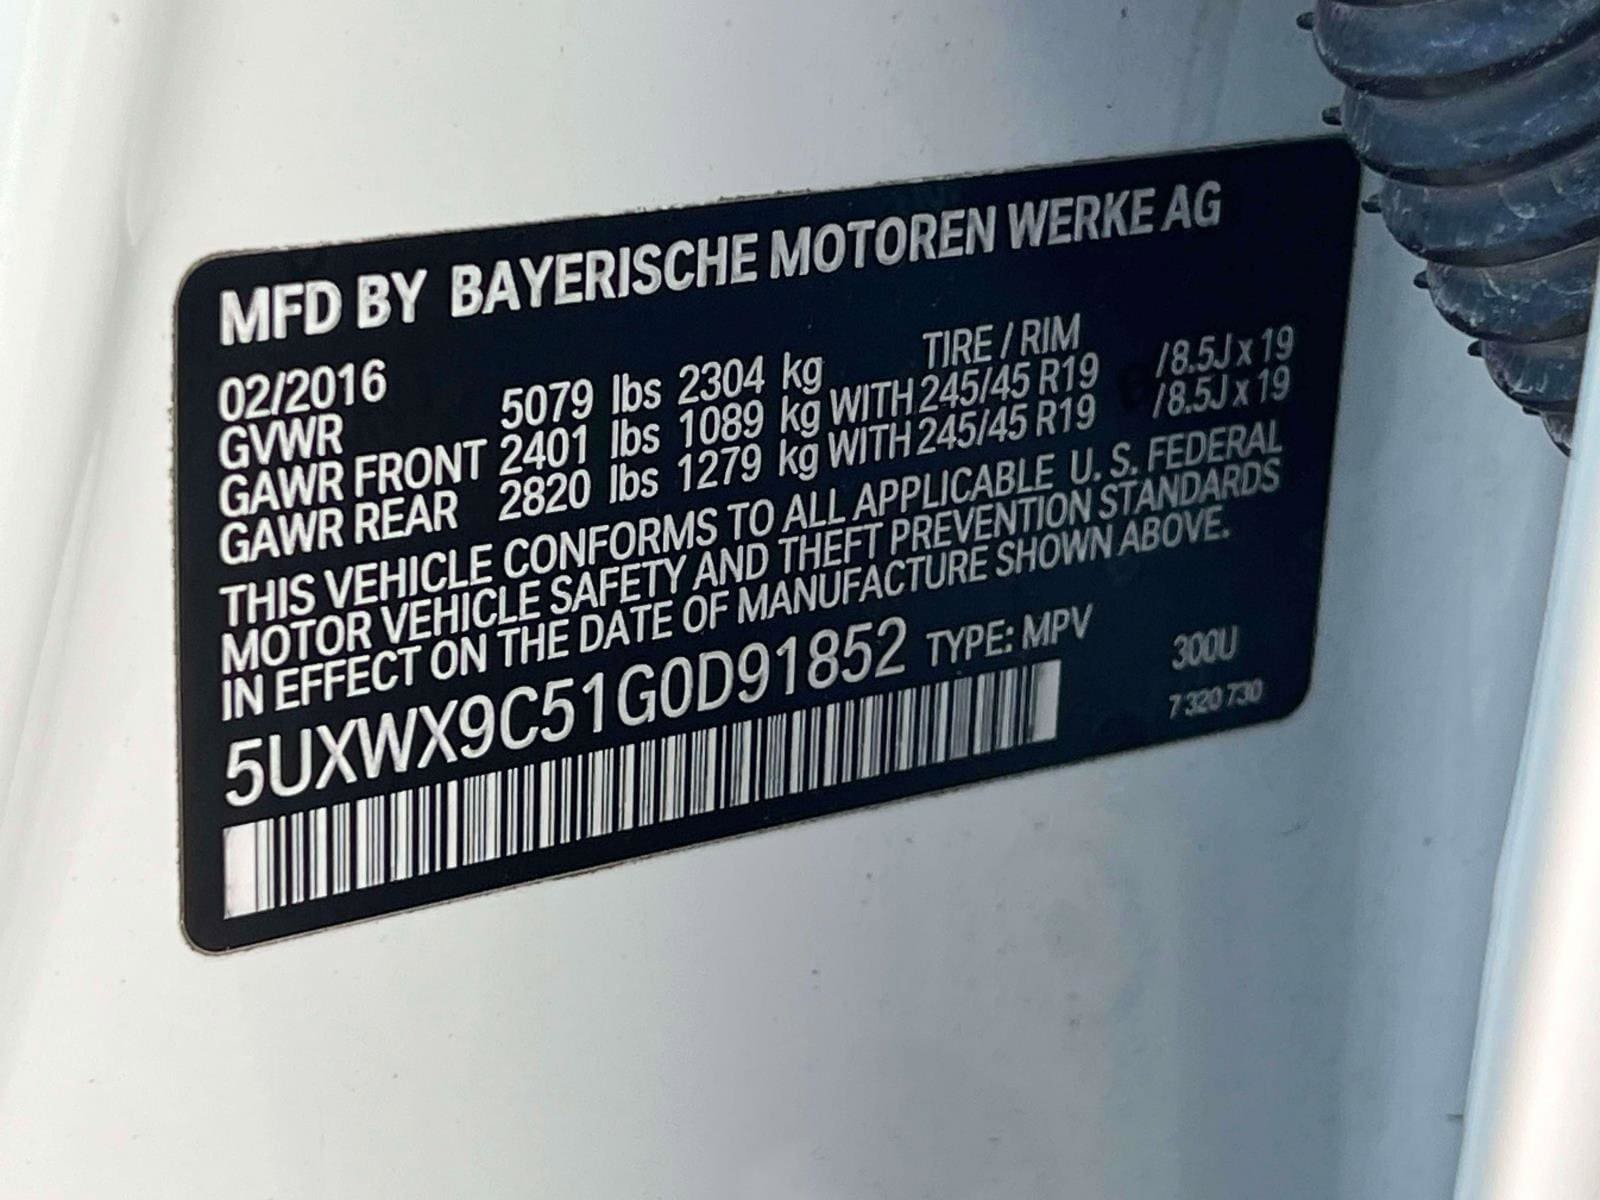 MFD BY BAYERISCHE MOTOREN WERKE AG
02/2016 TIRE / RIM
GVWR 5079 lbs 2304 kg
GAWR FRONT 2401 lbs 1089 kg WITH 245/45 R19 /8.5J x 19
GAWR REAR 2820 lbs 1279 kg WITH 245/45 R19 /8.5J x 19
THIS VEHICLE CONFORMS TO ALL APPLICABLE U. S. FEDERAL
MOTOR VEHICLE SAFETY AND THEFT PREVENTION STANDARDS
IN EFFECT ON THE DATE OF MANUFACTURE SHOWN ABOVE.
5UXWX9C51G0D91852 TYPE: MPV 300U
7 320 730